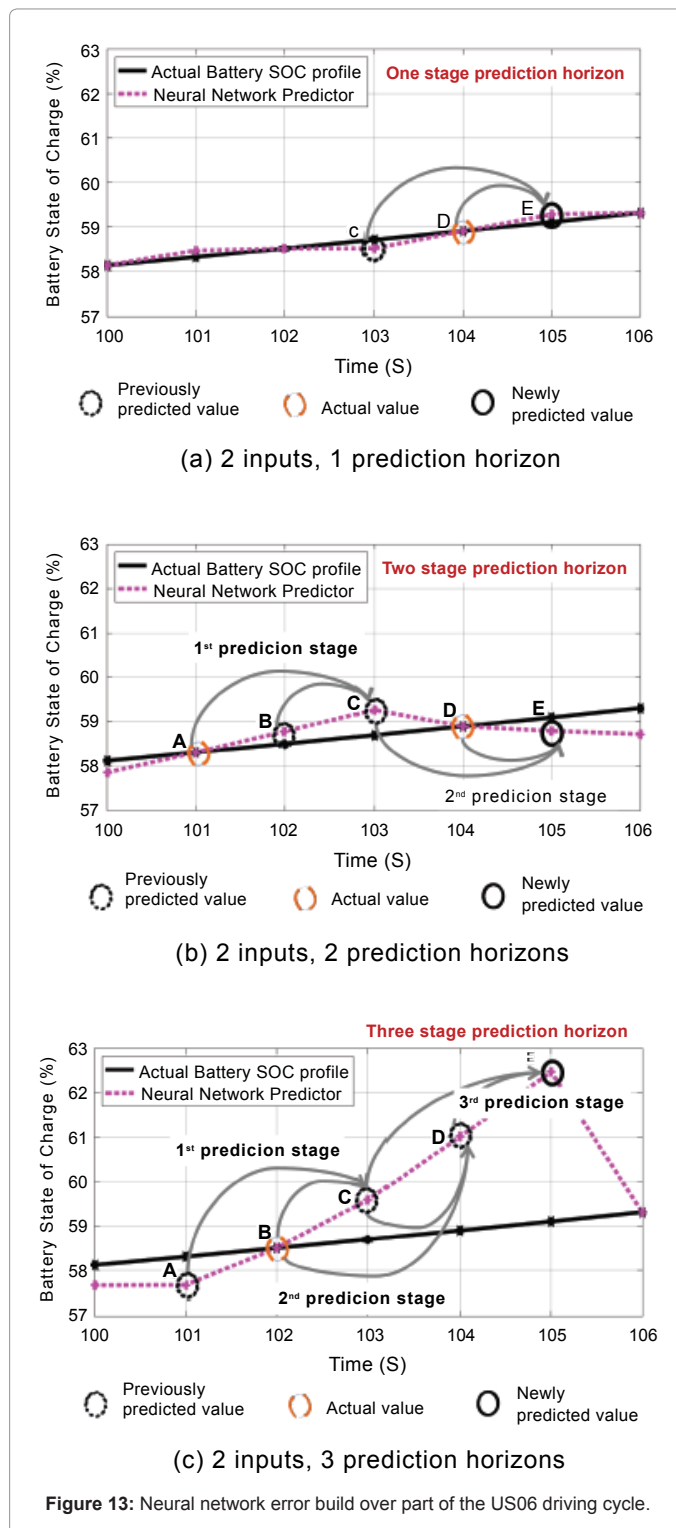 63
62
61
60
59
58
57
Battery State of Charge (%)
Actual Battery SOC profile
Neural Network Predictor
One stage prediction horizon
c
D
E
100 101 102 103 104 105 106
Time (S)
Previously
predicted value
Actual value
Newly
predicted value
(a) 2 inputs, 1 prediction horizon
63
62
61
60
59
58
57
Battery State of Charge (%)
Actual Battery SOC profile
Neural Network Predictor
Two stage prediction horizon
1st predicion stage
A
B
C
D
E
2nd predicion stage
100 101 102 103 104 105 106
Time (S)
Previously
predicted value
Actual value
Newly
predicted value
(b) 2 inputs, 2 prediction horizons
Three stage prediction horizon
63
62
61
60
59
58
57
Battery State of Charge (%)
Actual Battery SOC profile
Neural Network Predictor
3rd predicion stage
1st predicion stage
D
C
B
A
2nd predicion stage
100 101 102 103 104 105 106
Time (S)
Previously
predicted value
Actual value
Newly
predicted value
(c) 2 inputs, 3 prediction horizons
Figure 13: Neural network error build over part of the US06 driving cycle.